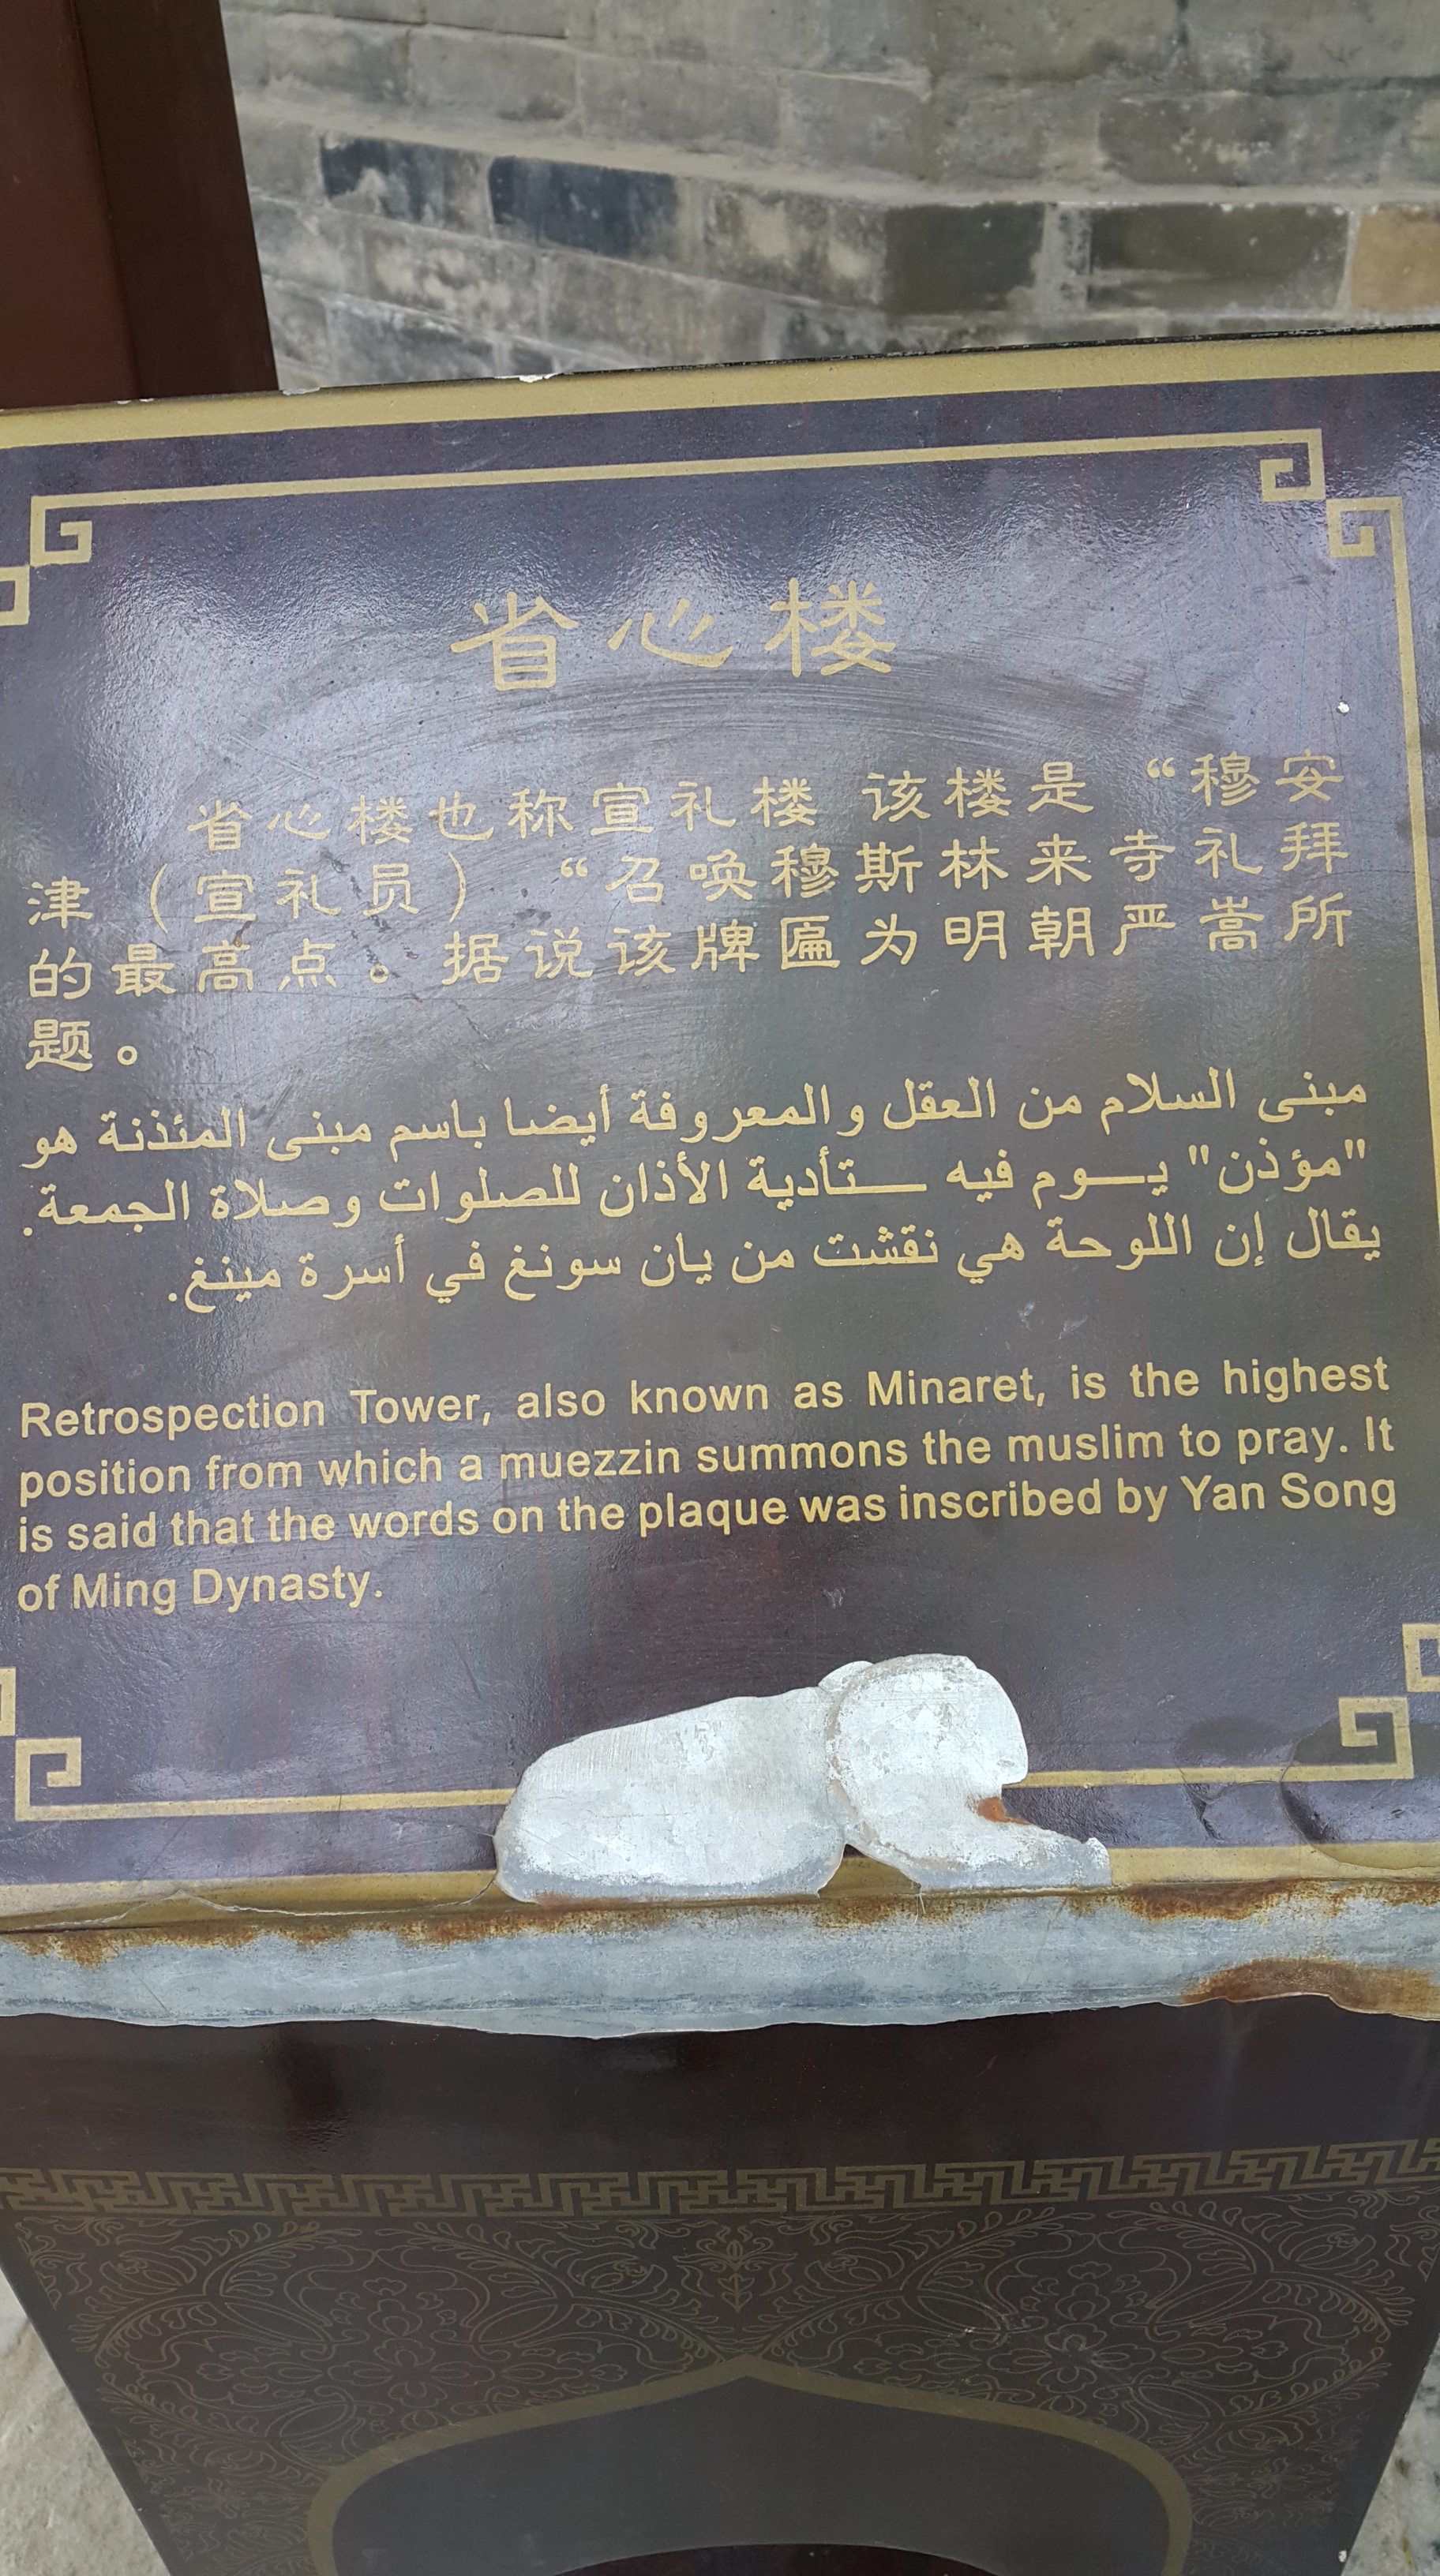 省心楼
省心楼也称宣礼楼 该楼是“穆安
津（宣礼员）“召唤穆斯林来寺礼拜
的最高点。据说该牌匾为明朝严嵩所
题。
مبنى السلام من العقل والمعروفة أيضا باسم مبنى المئذنة هو
"مؤذن" يـــوم فيه ـــتأدية الأذان للصلوات وصلاة الجمعة.
يقال إن اللوحة هي نقشت من يان سونغ في أسرة مينغ.
Retrospection Tower, also known as Minaret, is the highest
position from which a muezzin summons the muslim to pray. It
is said that the words on the plaque was inscribed by Yan Song
of Ming Dynasty.